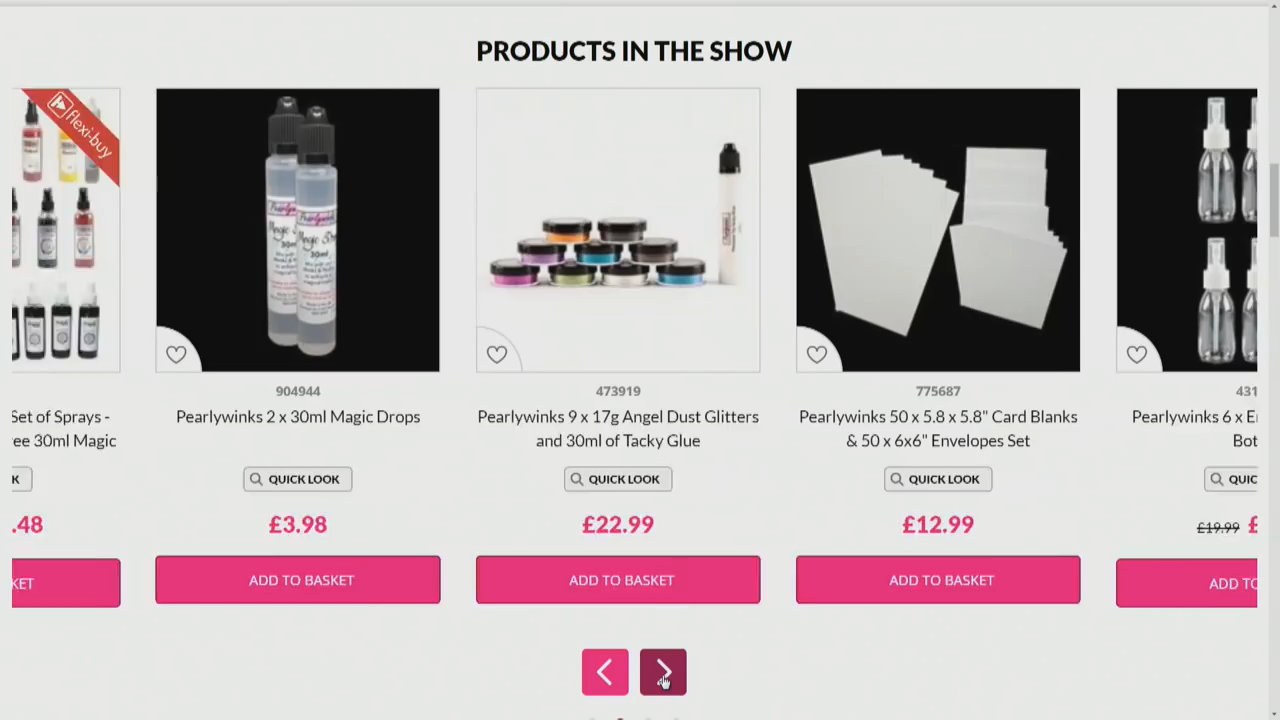 PRODUCTS IN THE SHOW
flexi-buy
Pearlywinks
30ml
904944
473919
775687
431
Set of Sprays -
ree 30ml Magic
Pearlywinks 2 x 30ml Magic Drops
Pearlywinks 9 x 17g Angel Dust Glitters
and 30ml of Tacky Glue
Pearlywinks 50 x 5.8 x 5.8" Card Blanks
& 50 x 6x6" Envelopes Set
Pearlywinks 6 x E
Bot
K
QUICK LOOK
QUICK LOOK
QUICK LOOK
QUIC
.48
£3.98
£22.99
£12.99
£19.99 £
KET
ADD TO BASKET
ADD TO BASKET
ADD TO BASKET
ADD TO